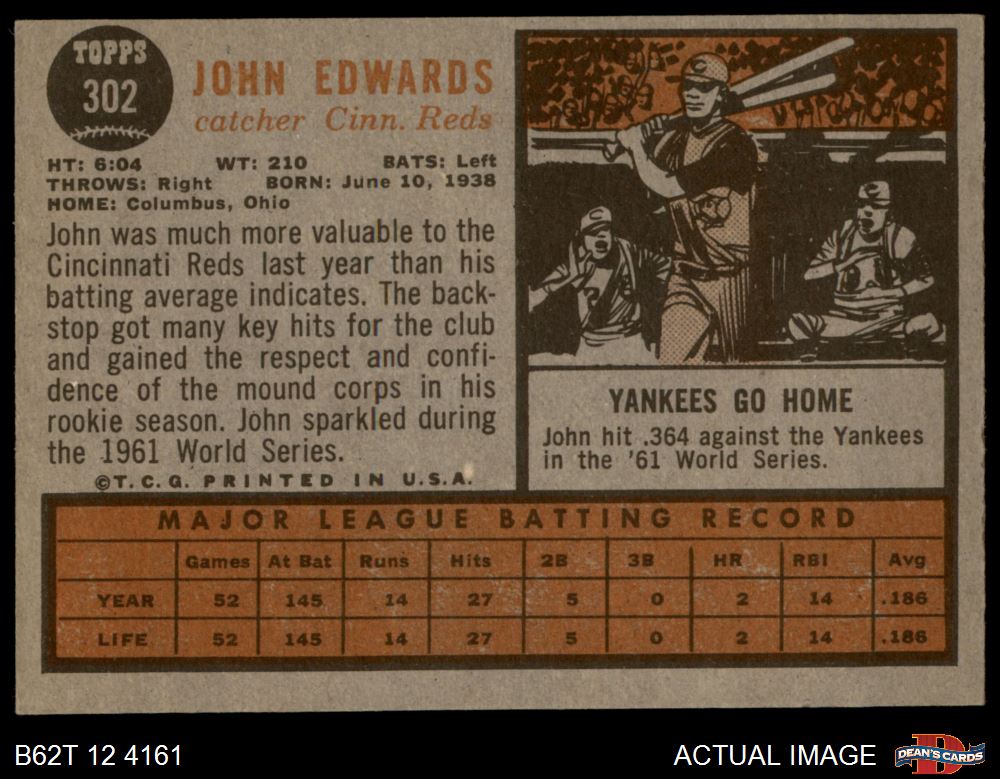 TOPPS
302
JOHN EDWARDS
catcher Cinn. Reds
HT: 6:04 WT: 210 BATS: Left
THROWS: Right BORN: June 10, 1938
HOME: Columbus, Ohio
John was much more valuable to the
Cincinnati Reds last year than his
batting average indicates. The back-
stop got many key hits for the club
and gained the respect and confi-
dence of the mound corps in his
rookie season. John sparkled during
the 1961 World Series.
©T.C.G. PRINTED IN U.S.A.
C
C
C
YANKEES GO HOME
John hit .364 against the Yankees
in the '61 World Series.
MAJOR LEAGUE BATTING RECORD
Games At Bat Runs Hits 2B 3B HR RBI Avg
YEAR 52 145 14 27 5 0 2 14 .186
LIFE 52 145 14 27 5 0 2 14 .186
B62T 12 4161
ACTUAL IMAGE
DEAN'S CARDS